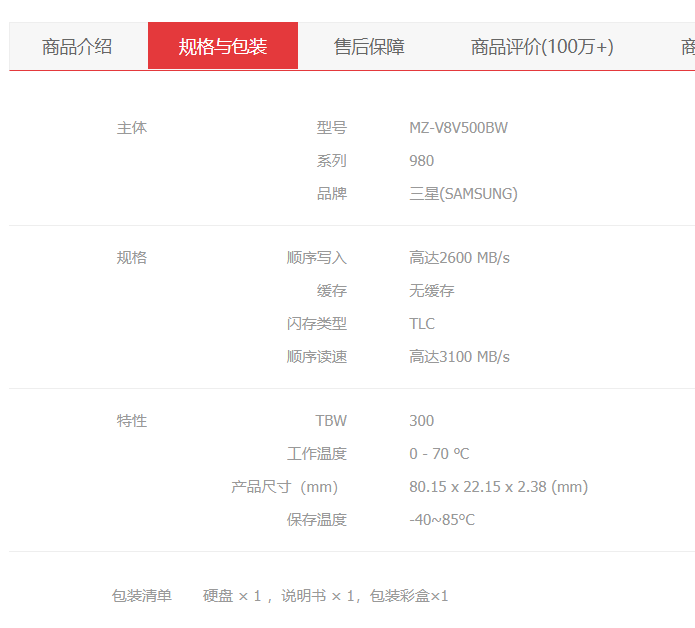 商品介绍 规格与包装 售后保障 商品评价(100万+)
主体 型号 MZ-V8V500BW
系列 980
品牌 三星(SAMSUNG)
规格 顺序写入 高达2600 MB/s
缓存 无缓存
闪存类型 TLC
顺序读速 高达3100 MB/s
特性 TBW 300
工作温度 0 - 70 ℃
产品尺寸（mm） 80.15 x 22.15 x 2.38 (mm)
保存温度 -40~85℃
包装清单 硬盘 × 1 ，说明书 × 1，包装彩盒×1